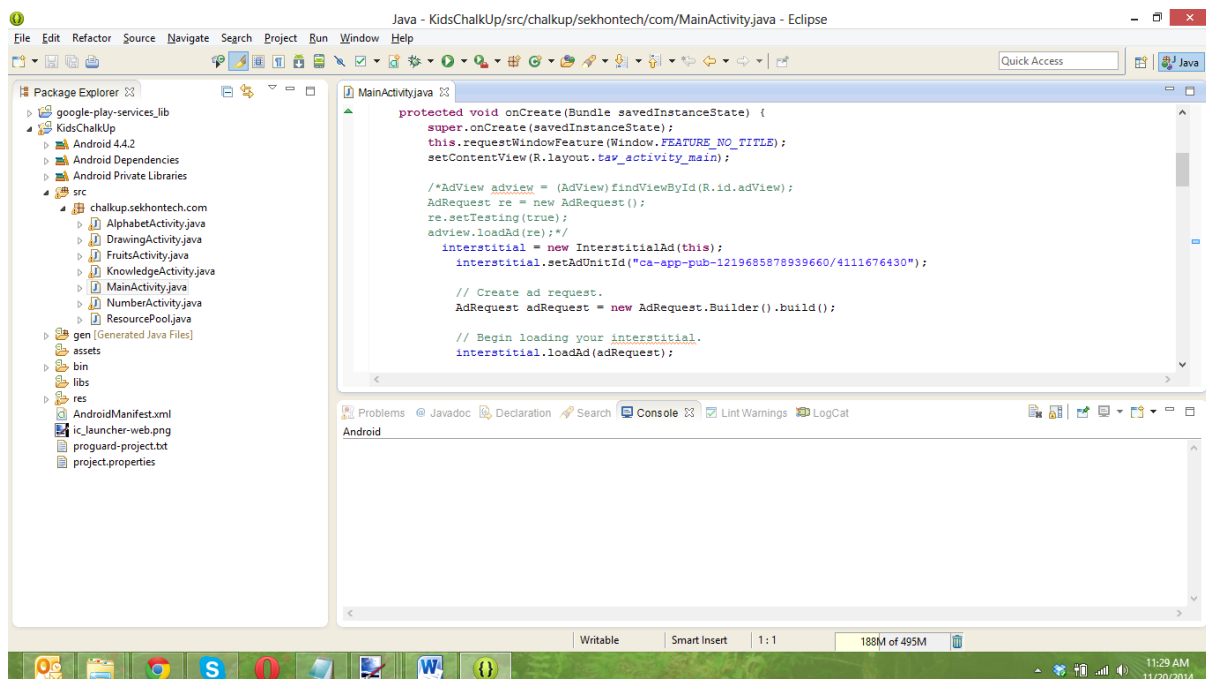 Java - KidsChalkUp/src/chalkup/sekhontech/com/MainActivity.java - Eclipse
File Edit Refactor Source Navigate Search Project Run Window Help
Quick Access
Java
Package Explorer
google-play-services_lib
KidsChalkUp
Android 4.4.2
Android Dependencies
Android Private Libraries
src
chalkup.sekhontech.com
AlphabetActivity.java
DrawingActivity.java
FruitsActivity.java
KnowledgeActivity.java
MainActivity.java
NumberActivity.java
ResourcePool.java
gen [Generated Java Files]
assets
bin
libs
res
AndroidManifest.xml
ic_launcher-web.png
proguard-project.txt
project.properties
MainActivity.java
protected void onCreate(Bundle savedInstanceState) {
super.onCreate(savedInstanceState);
this.requestWindowFeature(Window.FEATURE_NO_TITLE);
setContentView(R.layout.taw_activity_main);
/*AdView adview = (AdView)findViewById(R.id.adView);
AdRequest re = new AdRequest();
re.setTesting(true);
adview.loadAd(re);*/
interstitial = new InterstitialAd(this);
interstitial.setAdUnitId("ca-app-pub-1219685878939660/4111676430");
// Create ad request.
AdRequest adRequest = new AdRequest.Builder().build();
// Begin loading your interstitial.
interstitial.loadAd(adRequest);
Problems @ Javadoc Declaration Search Console Lint Warnings LogCat
Android
Writable Smart Insert 1 : 1 188M of 495M
11:29 AM
11/20/2014